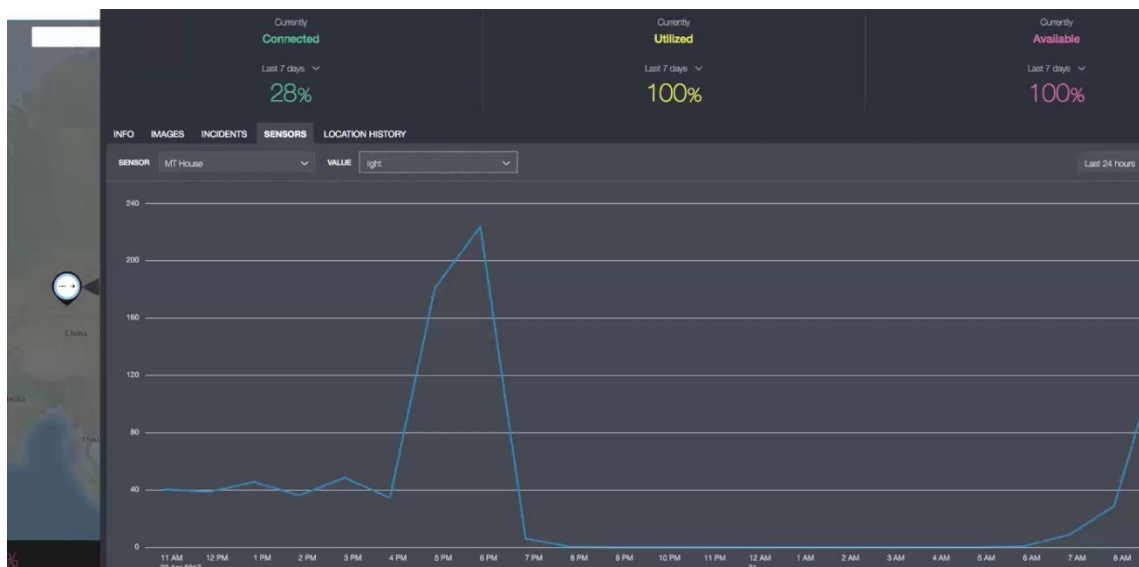 Currently Currently Currently
Connected Utilized Available
Last 7 days Last 7 days Last 7 days
28% 100% 100%
INFO IMAGES INCIDENTS SENSORS LOCATION HISTORY
SENSOR MT House VALUE ight Last 24 hours
240
200
China
160
120
80
40
0
11 AM 12 PM 1 PM 2 PM 3 PM 4 PM 5 PM 6 PM 7 PM 8 PM 9 PM 10 PM 11 PM 12 AM 1 AM 2 AM 3 AM 4 AM 5 AM 6 AM 7 AM 8 AM
%